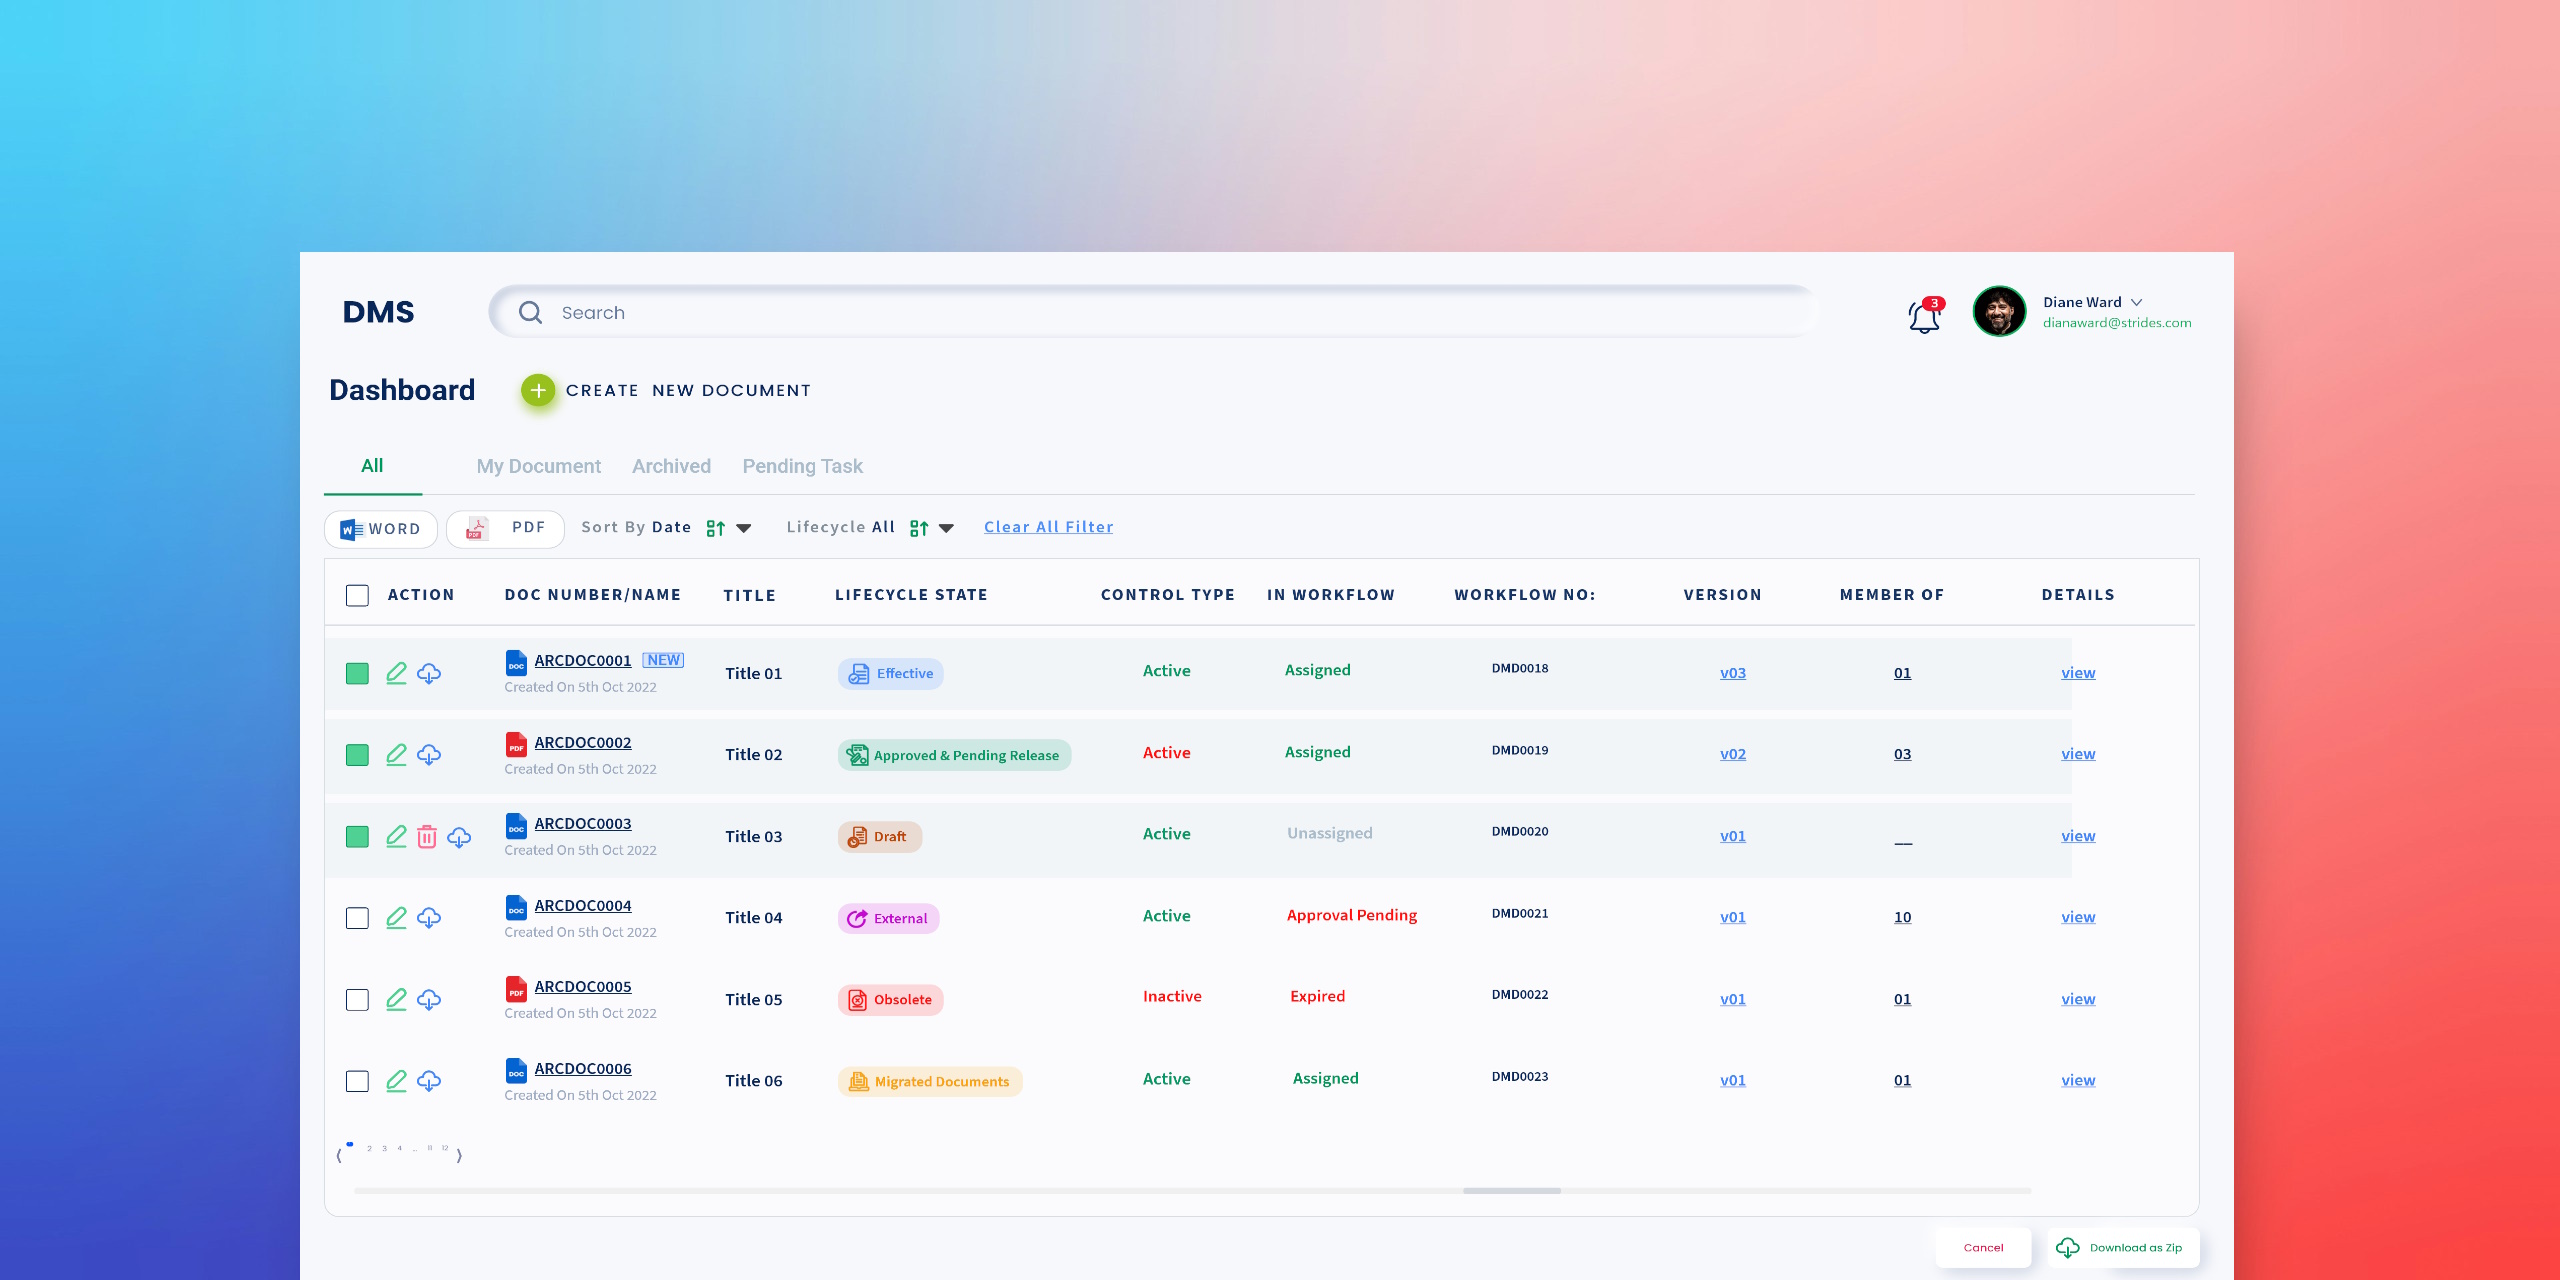 DMS
Search
3
Diane Ward
dianaward@strides.com
Dashboard
CREATE NEW DOCUMENT
All My Document Archived Pending Task
WORD PDF Sort By Date Lifecycle All Clear All Filter
ACTION DOC NUMBER/NAME TITLE LIFECYCLE STATE CONTROL TYPE IN WORKFLOW WORKFLOW NO: VERSION MEMBER OF DETAILS
DOC ARCDOC0001 NEW
Created On 5th Oct 2022
Title 01 Effective Active Assigned DMD0018 v03 01 view
PDF ARCDOC0002
Created On 5th Oct 2022
Title 02 Approved & Pending Release Active Assigned DMD0019 v02 03 view
DOC ARCDOC0003
Created On 5th Oct 2022
Title 03 Draft Active Unassigned DMD0020 v01 __ view
DOC ARCDOC0004
Created On 5th Oct 2022
Title 04 External Active Approval Pending DMD0021 v01 10 view
PDF ARCDOC0005
Created On 5th Oct 2022
Title 05 Obsolete Inactive Expired DMD0022 v01 01 view
DOC ARCDOC0006
Created On 5th Oct 2022
Title 06 Migrated Documents Active Assigned DMD0023 v01 01 view
2 3 4 ... 11 12
Cancel Download as Zip